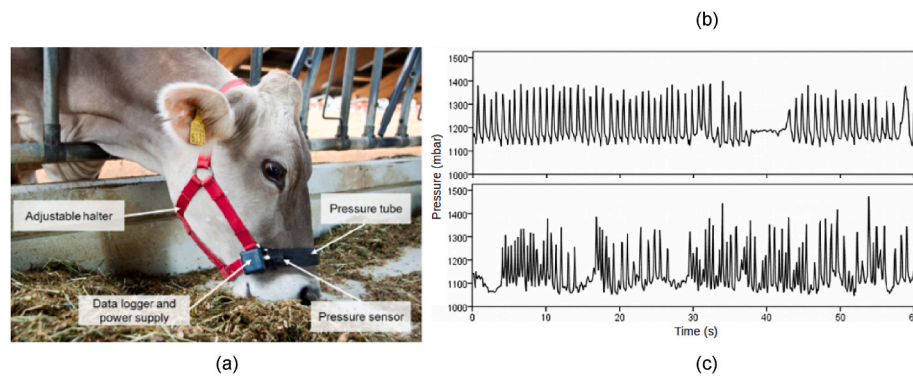 (b)
Adjustable halter
Pressure tube
Data logger and
power supply
Pressure sensor
(a)
Pressure (mbar)
1500
1400
1300
1200
1100
1000
1500
1400
1300
1200
1100
1000
0
10
20
30
40
50
60
Time (s)
(c)